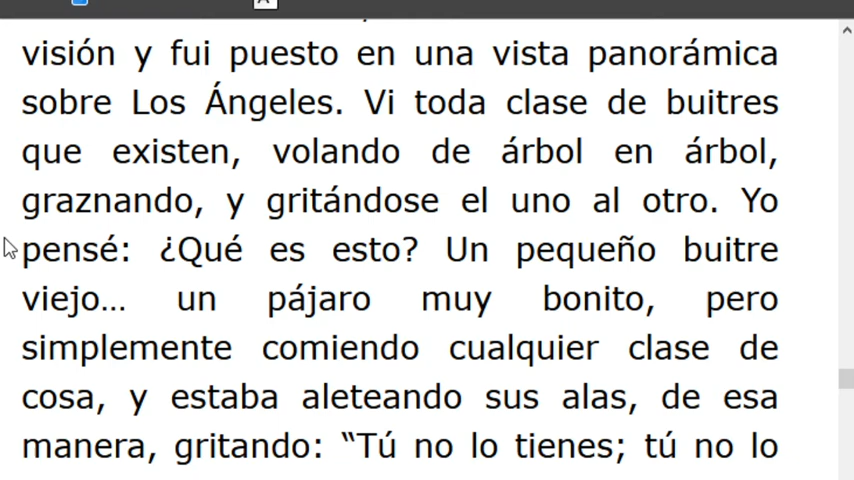 visión y fui puesto en una vista panorámica
sobre Los Ángeles. Vi toda clase de buitres
que existen, volando de árbol en árbol,
graznando, y gritándose el uno al otro. Yo
pensé: ¿Qué es esto? Un pequeño buitre
viejo… un pájaro muy bonito, pero
simplemente comiendo cualquier clase de
cosa, y estaba aleteando sus alas, de esa
manera, gritando: “Tú no lo tienes; tú no lo